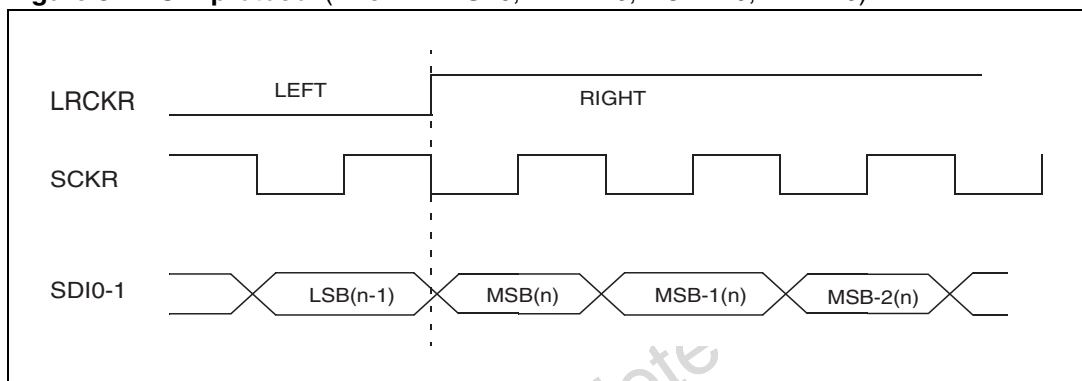 LRCKR LEFT RIGHT
SCKR
SDI0-1 LSB(n-1) MSB(n) MSB-1(n) MSB-2(n)